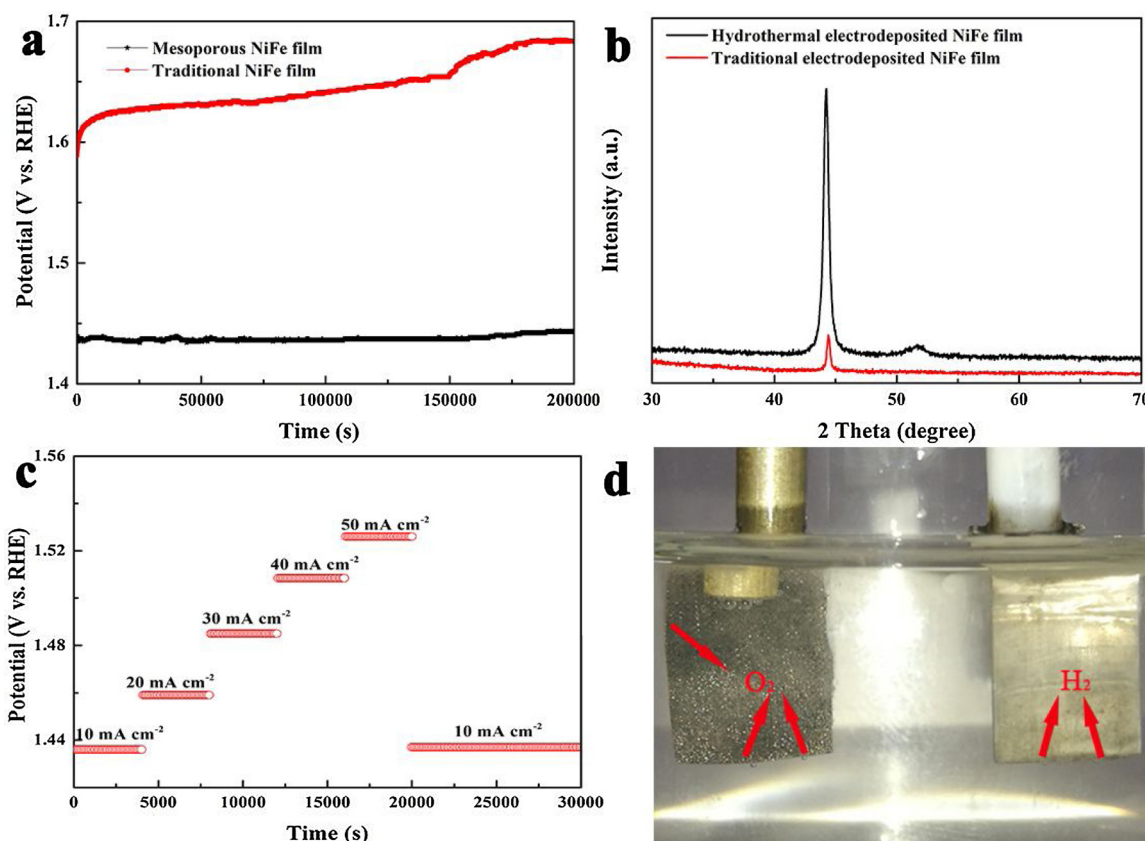 a
Mesoporous NiFe film
Traditional NiFe film
1.7
1.6
1.5
1.4
Potential (V vs. RHE)
0
50000
100000
150000
200000
Time (s)
b
Hydrothermal electrodeposited NiFe film
Traditional electrodeposited NiFe film
Intensity (a.u.)
30
40
50
60
70
2 Theta (degree)
c
1.56
1.52
1.48
1.44
Potential (V vs. RHE)
10 mA cm⁻²
20 mA cm⁻²
30 mA cm⁻²
40 mA cm⁻²
50 mA cm⁻²
10 mA cm⁻²
0
5000
10000
15000
20000
25000
30000
Time (s)
d
O₂
H₂